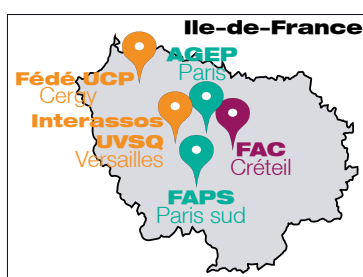 Ile-de-France
AGEP
Paris
Fédé UCP
Cergy
Interassos
UVSQ
Versailles
FAC
Créteil
FAPS
Paris sud